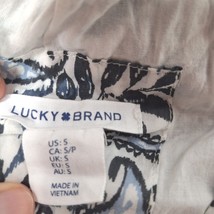 LUCKY BRAND
US: S
CA: S/P
UK: S
EU: S
AU: S
MADE IN
VIETNAM